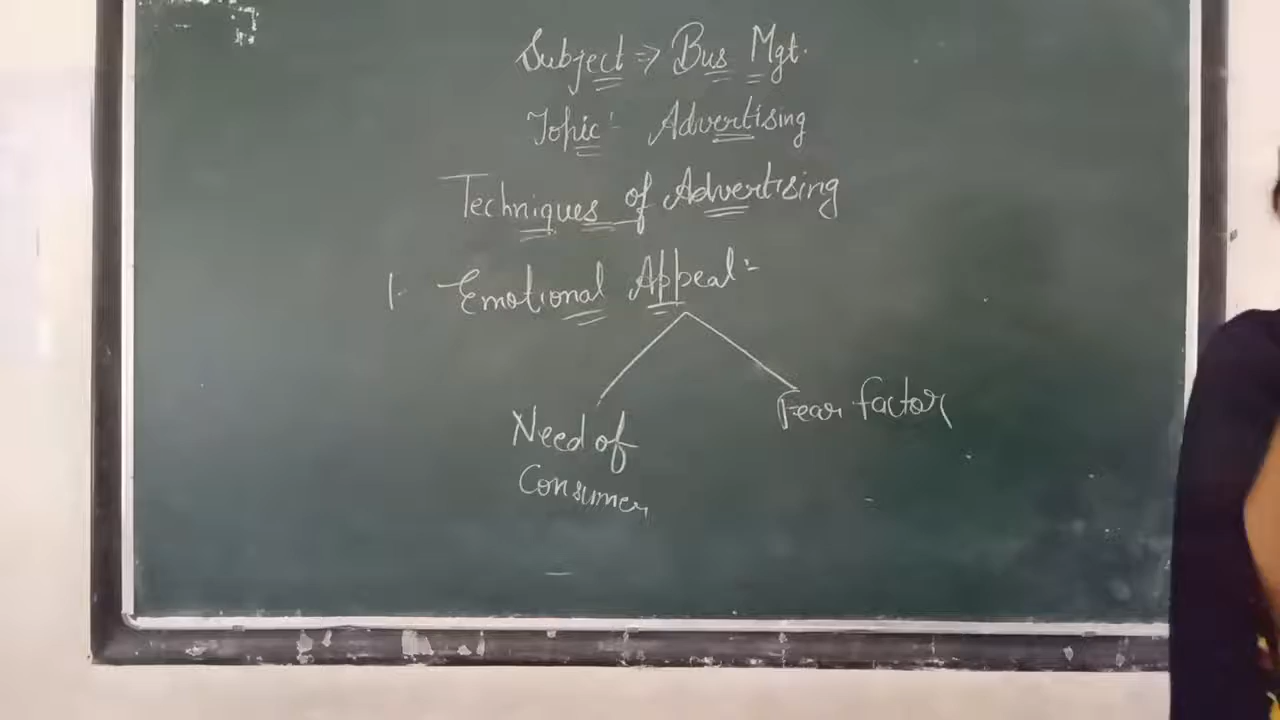 Subject ⇒ Bus Mgt.
Topic:- Advertising
Techniques of Advertising
1. Emotional Appeal:-
Need of
Consumer
Fear factor